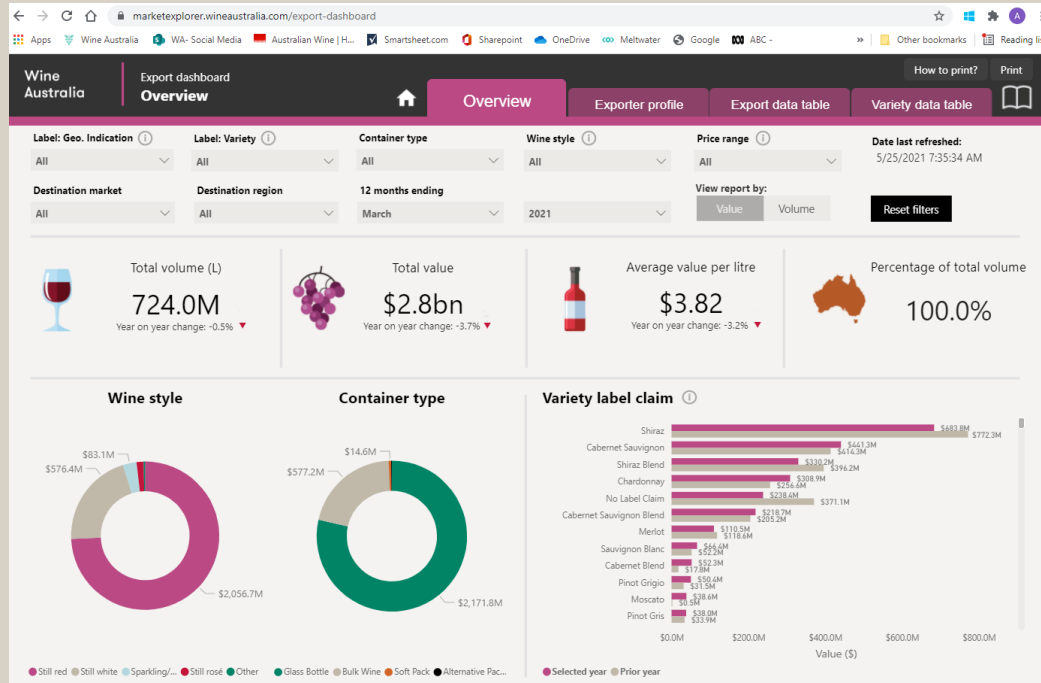 marketexplorer.wineaustralia.com/export-dashboard
A
Apps Wine Australia WA- Social Media Australian Wine | H... Smartsheet.com Sharepoint OneDrive Meltwater Google ABC - » Other bookmarks Reading lis
Wine
Australia
Export dashboard
Overview
Overview
Exporter profile
Export data table
Variety data table
How to print?
Print
Label: Geo. Indication
All
Label: Variety
All
Container type
All
Wine style
All
Price range
All
Date last refreshed:
5/25/2021 7:35:34 AM
Destination market
All
Destination region
All
12 months ending
March
2021
View report by:
Value Volume
Reset filters
Total volume (L)
724.0M
Year on year change: -0.5% ▼
Total value
$2.8bn
Year on year change: -3.7% ▼
Average value per litre
$3.82
Year on year change: -3.2% ▼
Percentage of total volume
100.0%
Wine style
$83.1M
$576.4M
$2,056.7M
Still red Still white Sparkling/... Still rosé Other
Container type
$14.6M
$577.2M
$2,171.8M
Glass Bottle Bulk Wine Soft Pack Alternative Pac...
Variety label claim
Shiraz $683.8M
$772.3M
Cabernet Sauvignon $441.3M
$414.3M
Shiraz Blend $330.2M
$396.2M
Chardonnay $308.9M
$256.6M
No Label Claim $238.4M
$371.1M
Cabernet Sauvignon Blend $218.7M
$205.2M
Merlot $110.5M
$118.6M
Sauvignon Blanc $66.4M
$52.2M
Cabernet Blend $52.3M
$17.8M
Pinot Grigio $50.4M
$31.5M
Moscato $38.6M
$0.5M
Pinot Gris $38.0M
$33.9M
$0.0M $200.0M $400.0M $600.0M $800.0M
Value ($)
Selected year Prior year